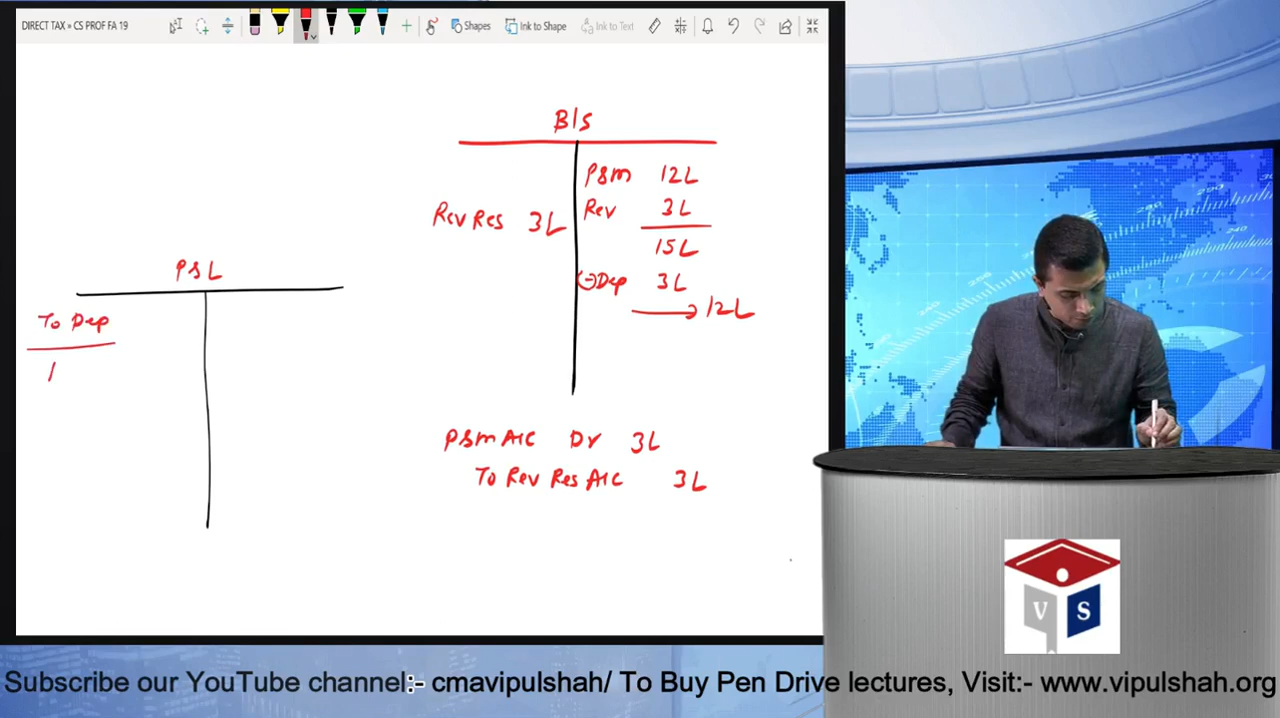 DIRECT TAX » CS PROF FA 19
Shapes
Ink to Shape
Ink to Text
B/S
P&M 12L
Rev Res 3L
Rev 3L
15L
(-) Dep 3L
→ 12L
P&L
To Dep
P&M A/C Dr 3L
To Rev Res A/C 3L
V S
Subscribe our YouTube channel:- cmavipulshah/ To Buy Pen Drive lectures, Visit:- www.vipulshah.org